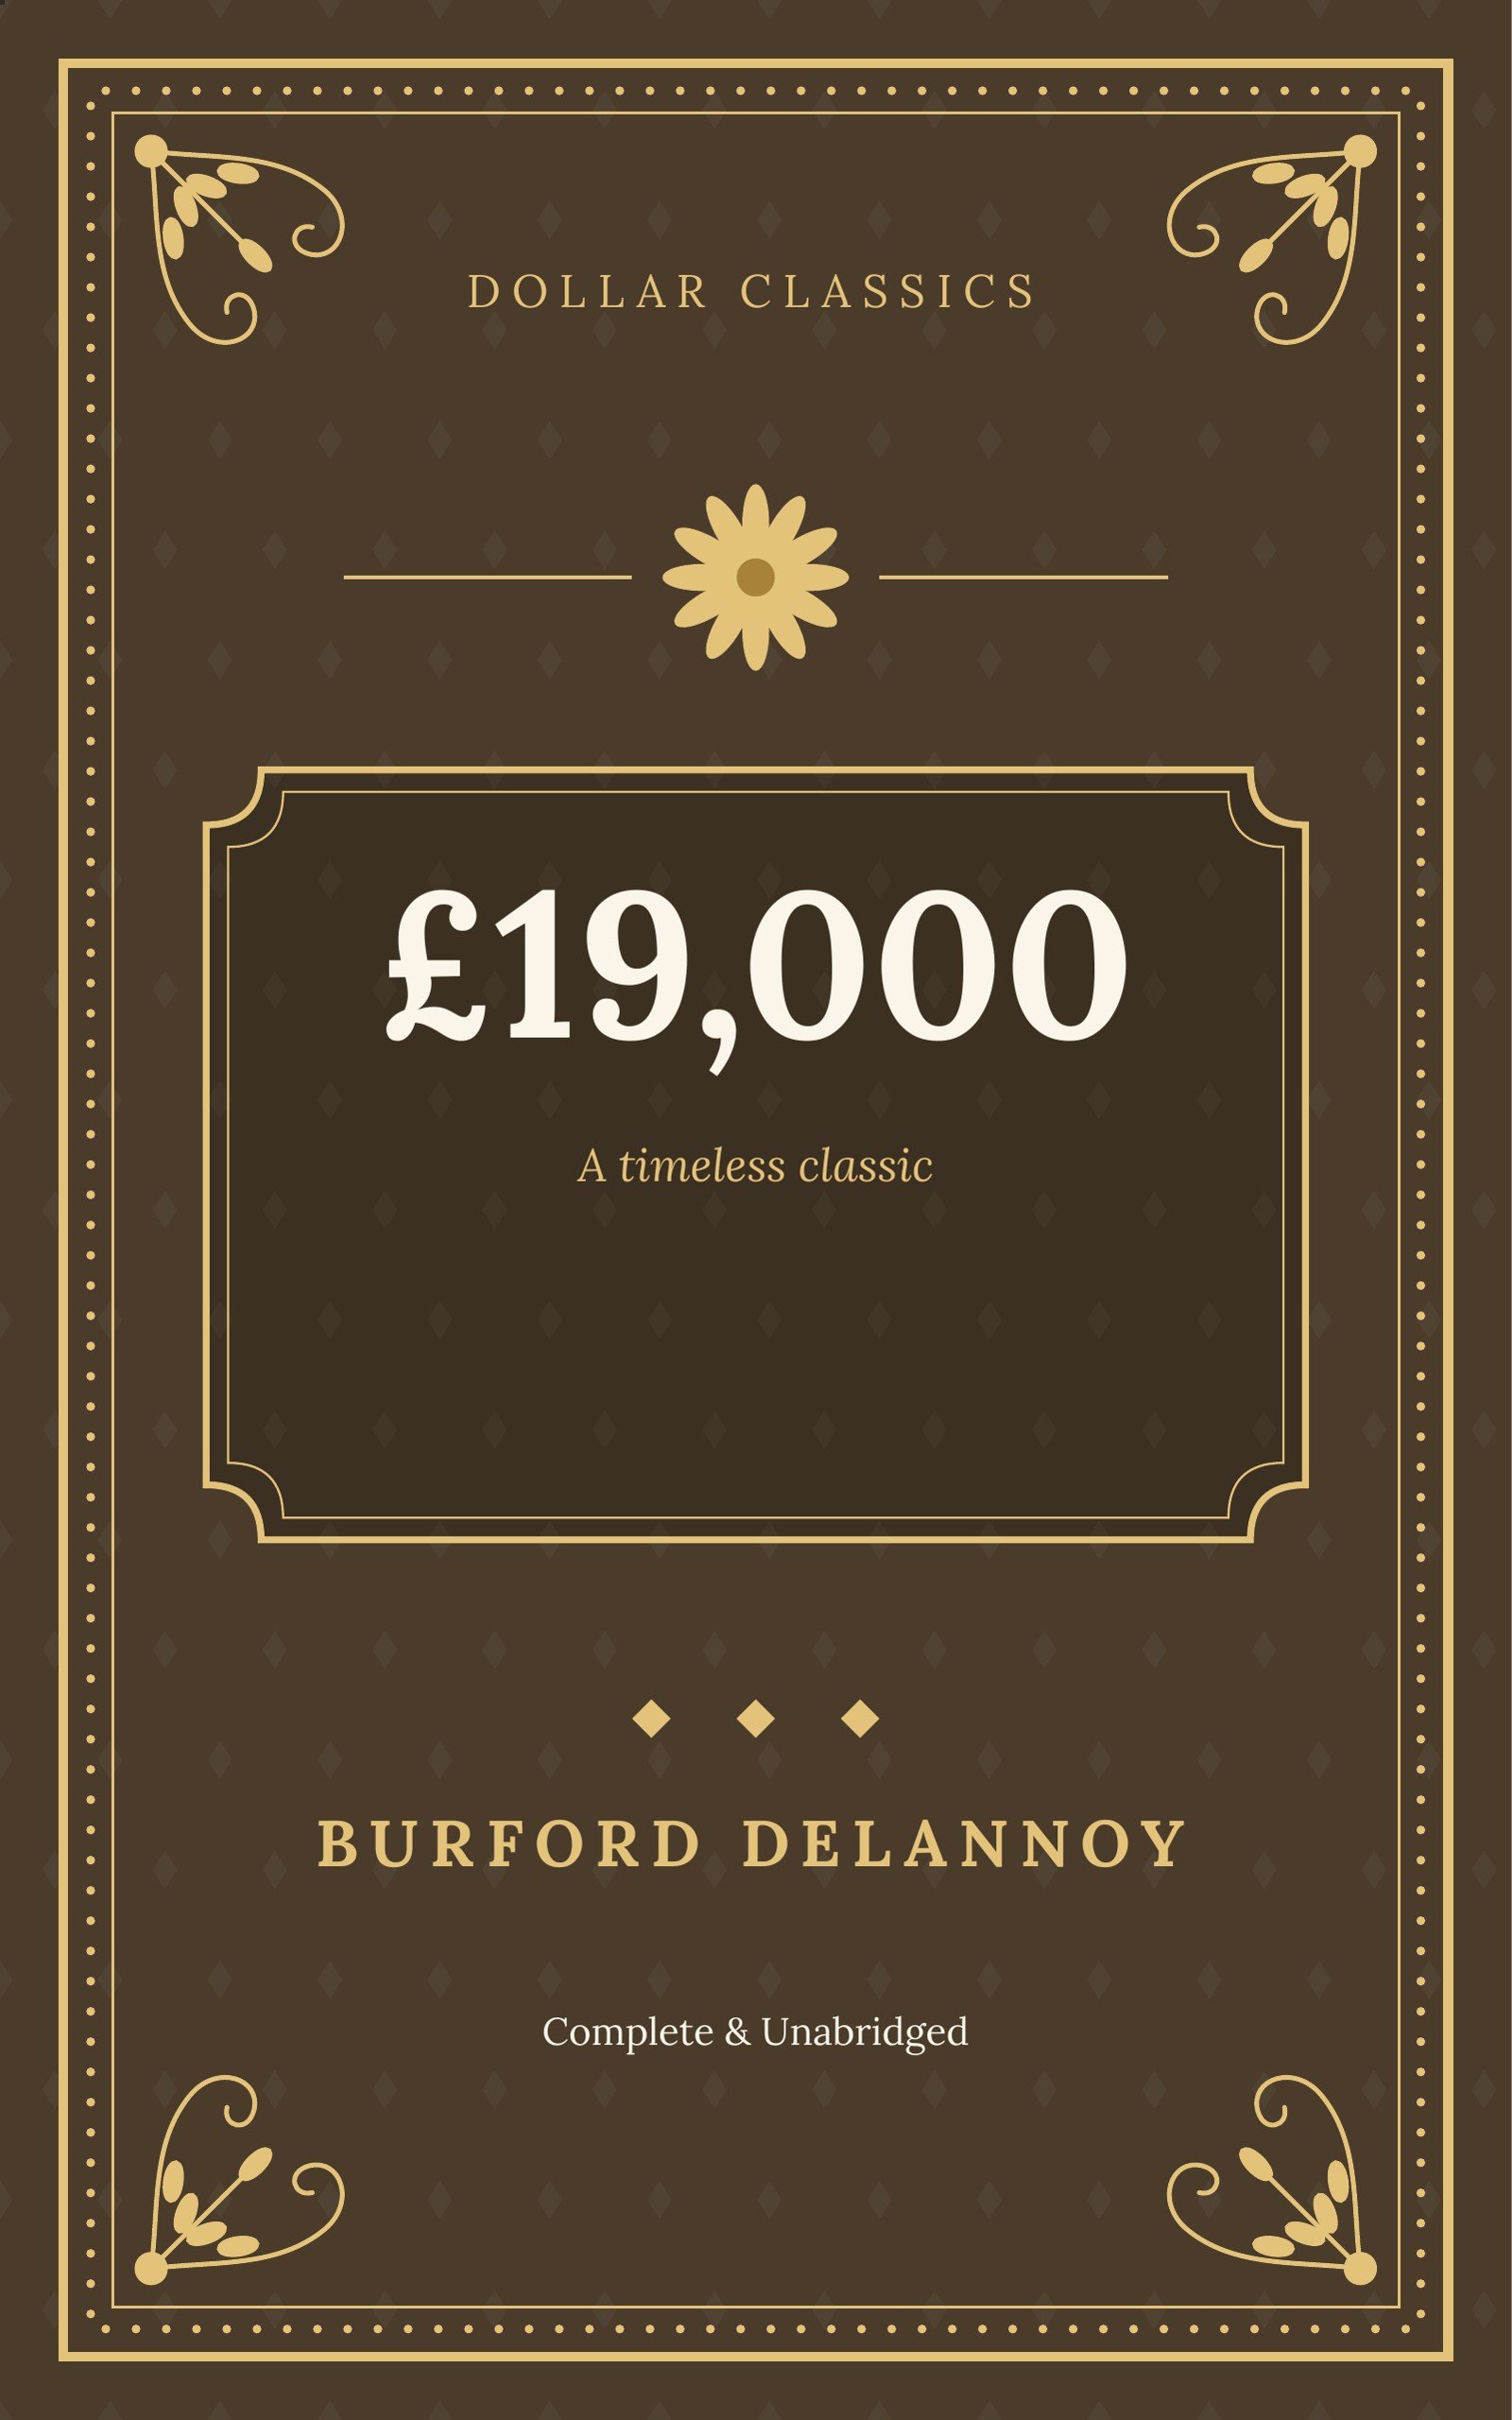 DOLLAR CLASSICS
£19,000
A timeless classic
BURFORD DELANNOY
Complete & Unabridged